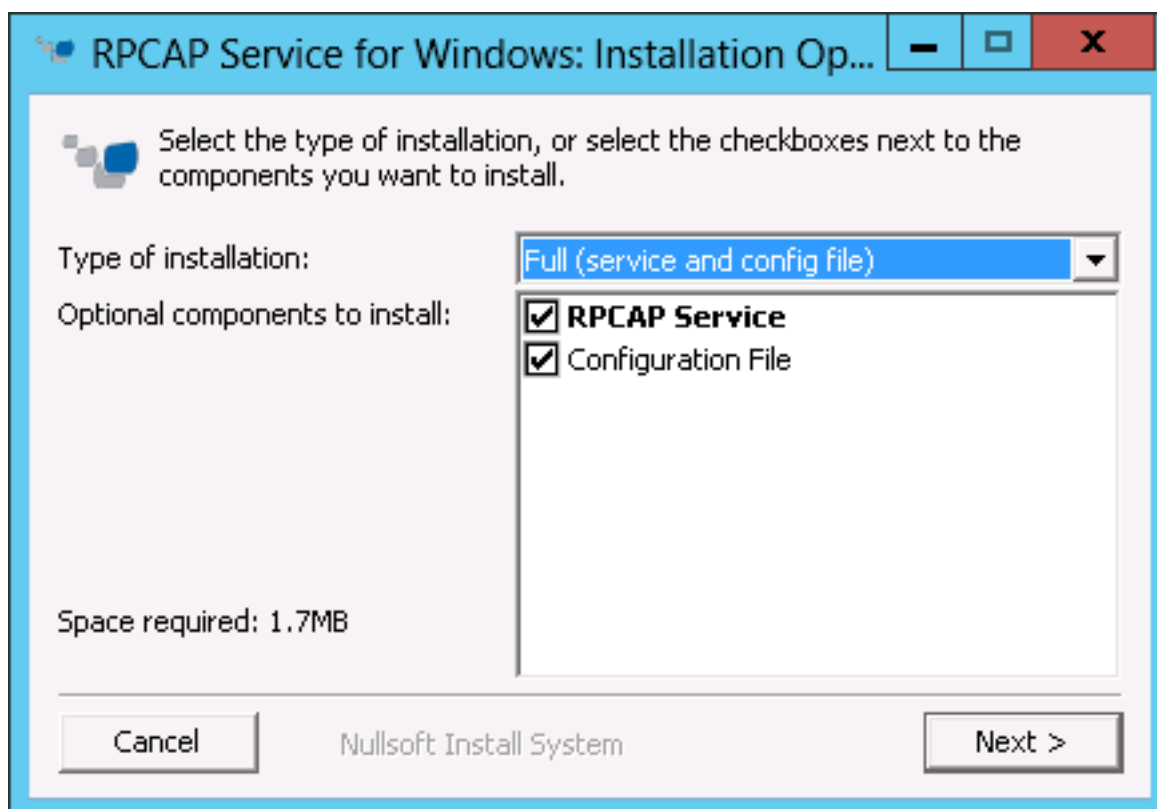 RPCAP Service for Windows: Installation Op...
Select the type of installation, or select the checkboxes next to the
components you want to install.
Type of installation:
Full (service and config file)
Optional components to install:
RPCAP Service
Configuration File
Space required: 1.7MB
Cancel
Nullsoft Install System
Next >